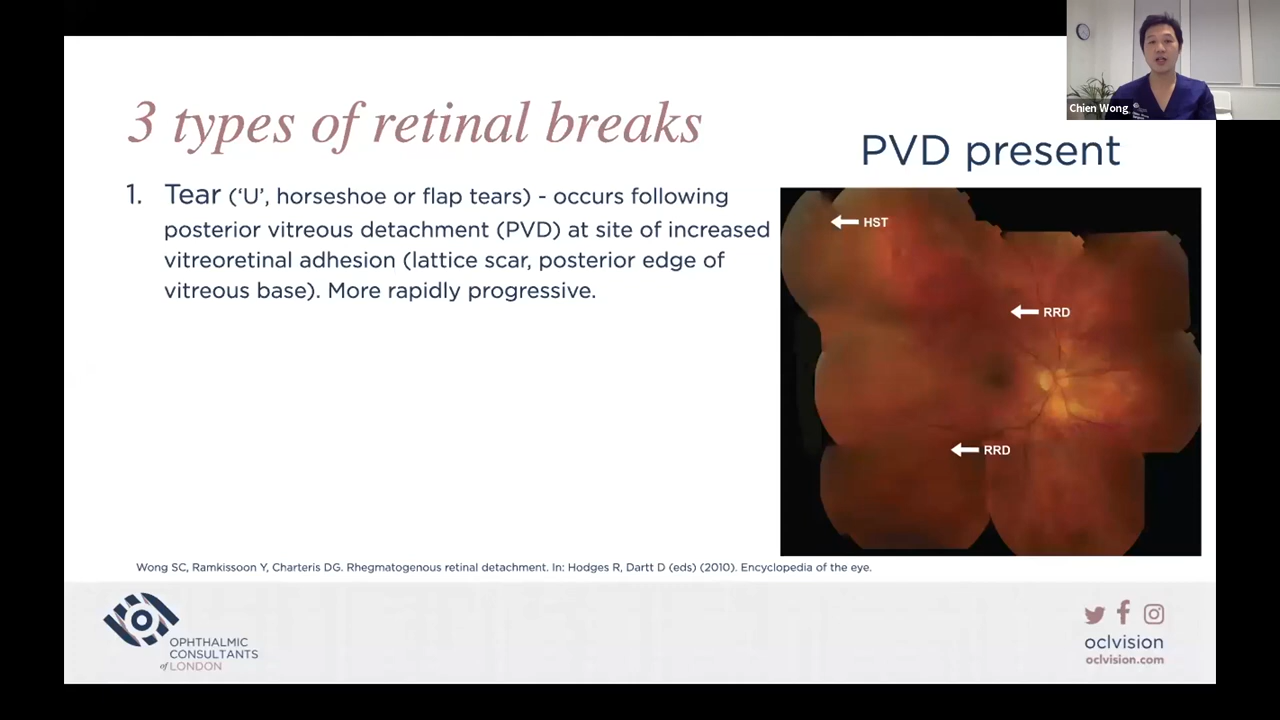 Chien Wong
3 types of retinal breaks
PVD present
1. Tear (‘U’, horseshoe or flap tears) - occurs following
posterior vitreous detachment (PVD) at site of increased
vitreoretinal adhesion (lattice scar, posterior edge of
vitreous base). More rapidly progressive.
HST
RRD
RRD
Wong SC, Ramkissoon Y, Charteris DG. Rhegmatogenous retinal detachment. In: Hodges R, Dartt D (eds) (2010). Encyclopedia of the eye.
OPHTHALMIC
CONSULTANTS
of LONDON
oclvision
oclvision.com